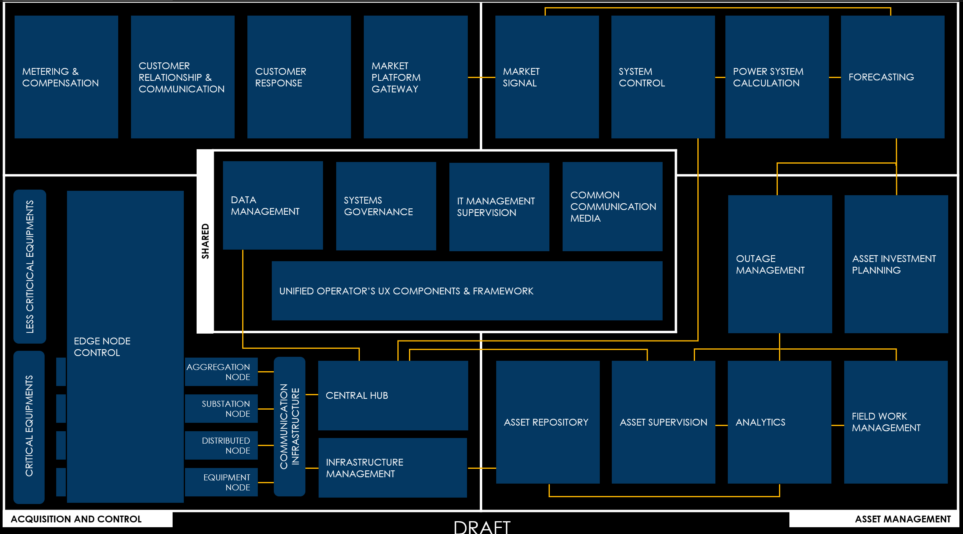 METERING &
COMPENSATION
CUSTOMER
RELATIONSHIP &
COMMUNICATION
CUSTOMER
RESPONSE
MARKET
PLATFORM
GATEWAY
MARKET
SIGNAL
SYSTEM
CONTROL
POWER SYSTEM
CALCULATION
FORECASTING
SHARED
DATA
MANAGEMENT
SYSTEMS
GOVERNANCE
IT MANAGEMENT
SUPERVISION
COMMON
COMMUNICATION
MEDIA
UNIFIED OPERATOR'S UX COMPONENTS & FRAMEWORK
LESS CRITICICAL EQUIPMENTS
CRITICAL EQUIPMENTS
EDGE NODE
CONTROL
AGGREGATION
NODE
SUBSTATION
NODE
DISTRIBUTED
NODE
EQUIPMENT
NODE
COMMUNICATION
INFRASTRUCTURE
CENTRAL HUB
INFRASTRUCTURE
MANAGEMENT
OUTAGE
MANAGEMENT
ASSET INVESTMENT
PLANNING
ASSET REPOSITORY
ASSET SUPERVISION
ANALYTICS
FIELD WORK
MANAGEMENT
ACQUISITION AND CONTROL
DRAFT
ASSET MANAGEMENT